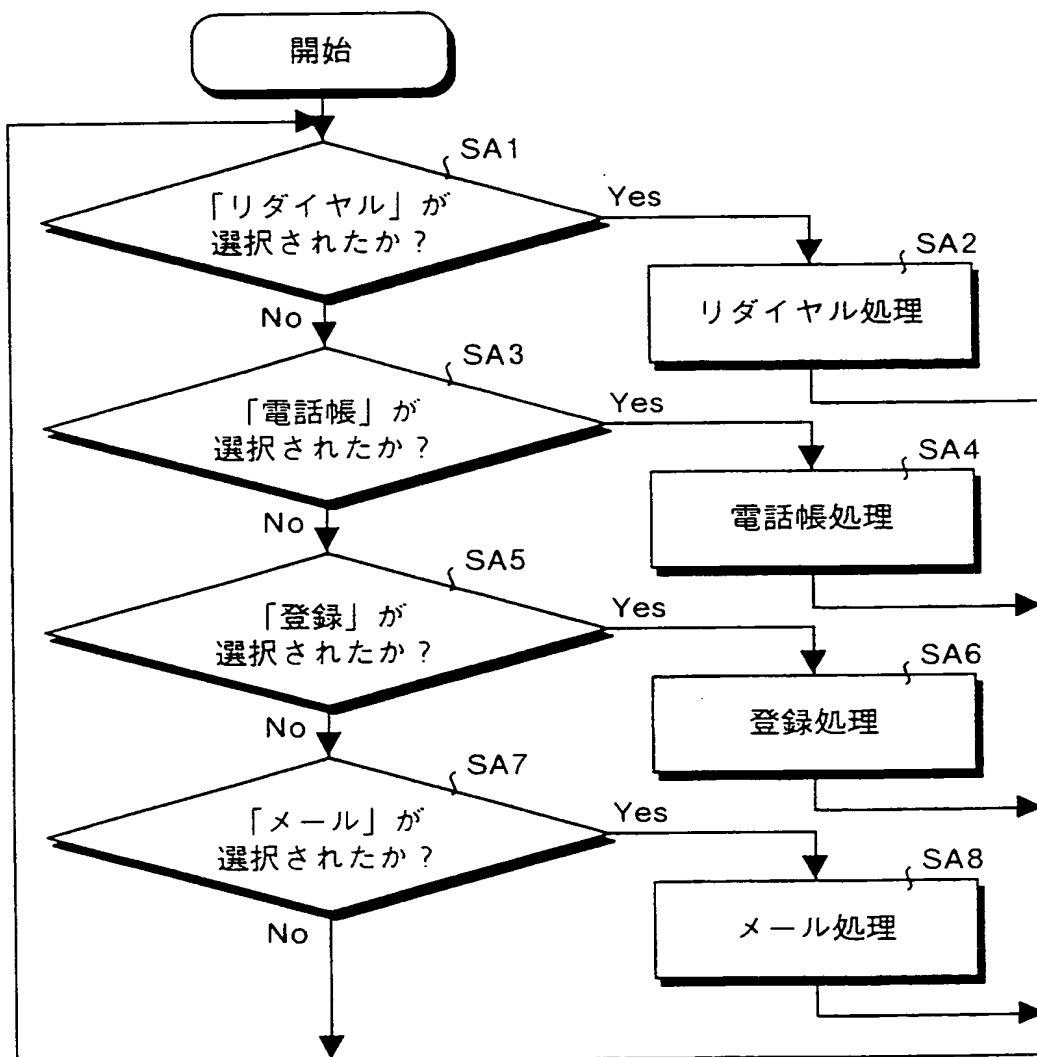 開始
SA1
「リダイヤル」が
選択されたか？
Yes
SA2
リダイヤル処理
No
SA3
「電話帳」が
選択されたか？
Yes
SA4
電話帳処理
No
SA5
「登録」が
選択されたか？
Yes
SA6
登録処理
No
SA7
「メール」が
選択されたか？
Yes
SA8
メール処理
No